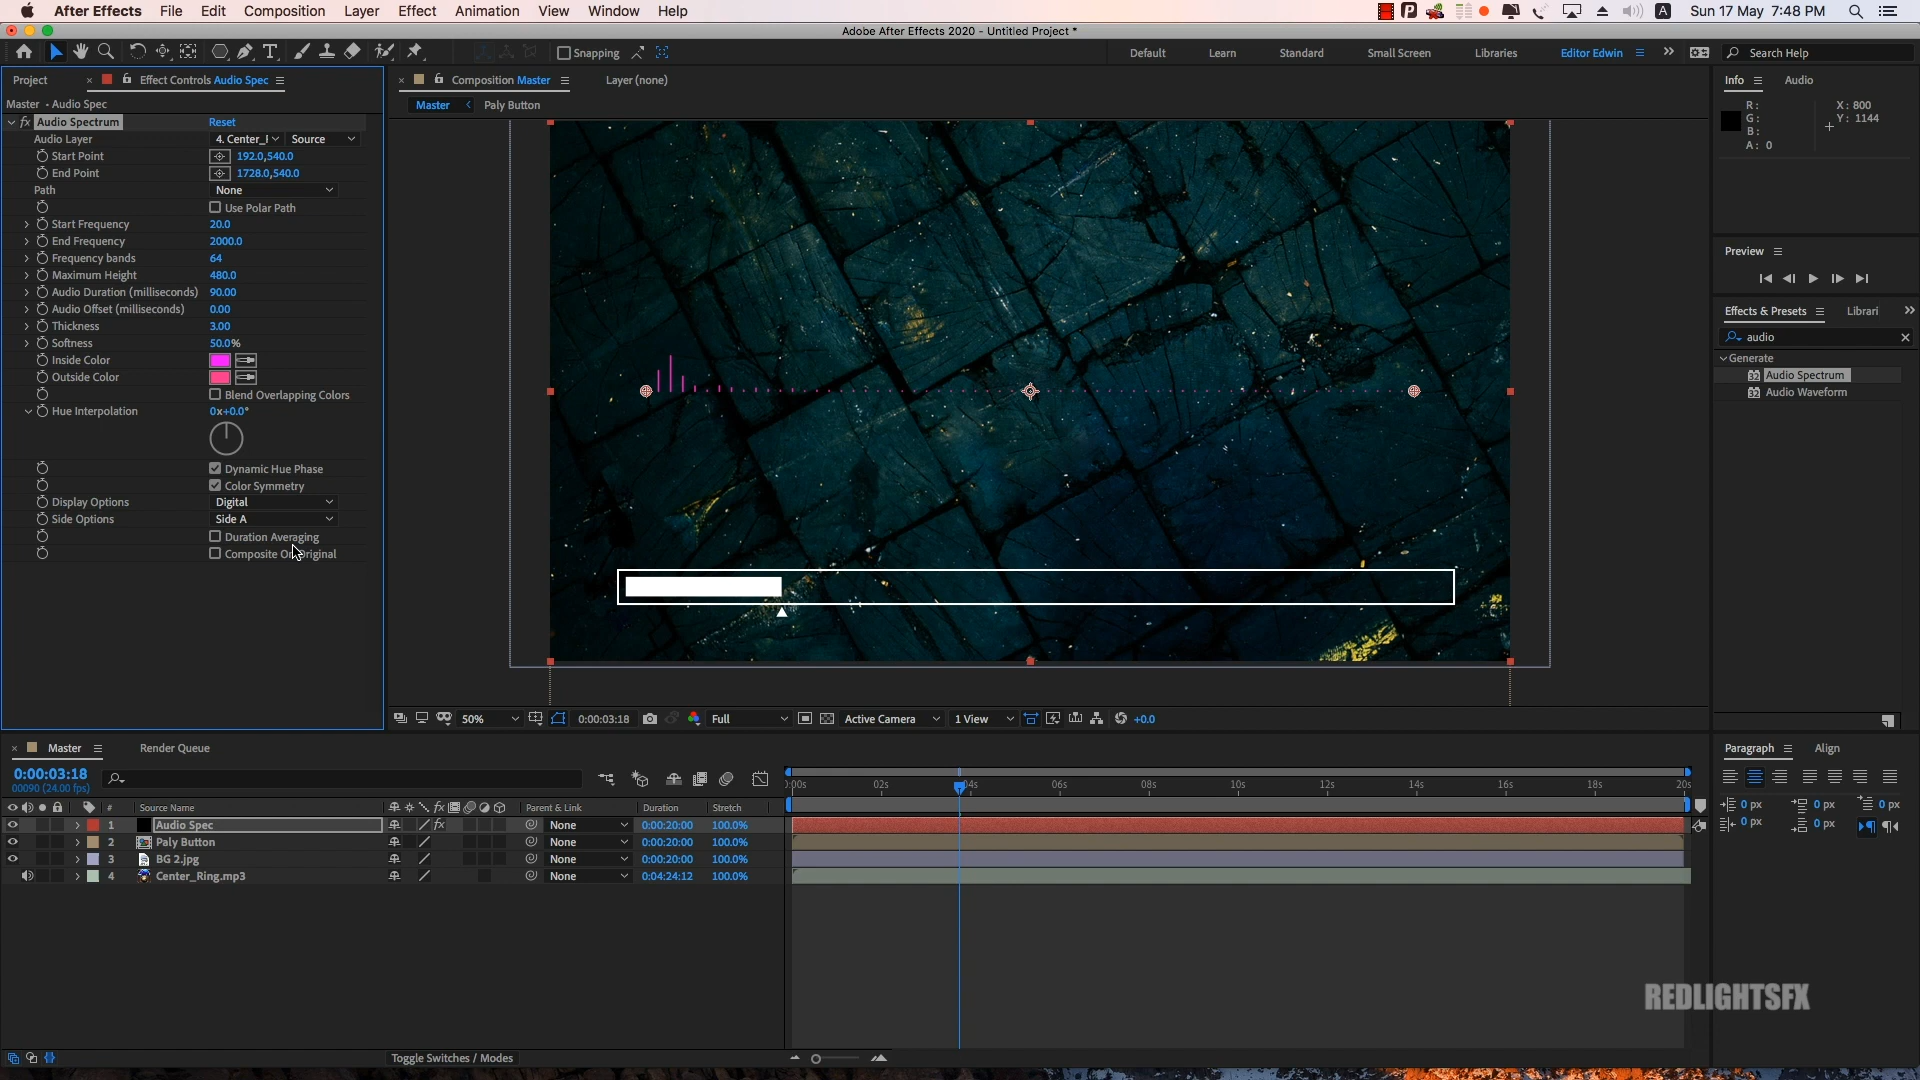 After Effects File Edit Composition Layer Effect Animation View Window Help
A Sun 17 May 7:48 PM
Adobe After Effects 2020 - Untitled Project *
Snapping
Default Learn Standard Small Screen Libraries Editor Edwin » Search Help
Project × Effect Controls Audio Spec
Composition Master Layer (none)
Info Audio
Master • Audio Spec
Master < Paly Button
R: X: 800
G: Y: 1144
B:
A: 0
fx Audio Spectrum Reset
Audio Layer 4. Center_I Source
Start Point 192.0,540.0
End Point 1728.0,540.0
Path None
Use Polar Path
Start Frequency 20.0
End Frequency 2000.0
Frequency bands 64
Maximum Height 480.0
Audio Duration (milliseconds) 90.00
Audio Offset (milliseconds) 0.00
Thickness 3.00
Softness 50.0%
Inside Color
Outside Color
Blend Overlapping Colors
Hue Interpolation 0x+0.0°
Dynamic Hue Phase
Color Symmetry
Display Options Digital
Side Options Side A
Duration Averaging
Composite On Original
Preview
Effects & Presets Librari »
audio
Generate
32 Audio Spectrum
32 Audio Waveform
50% 0:00:03:18 Full Active Camera 1 View +0.0
× Master Render Queue
Paragraph Align
0:00:03:18
00090 (24.00 fps)
:00s 02s 04s 06s 08s 10s 12s 14s 16s 18s 20s
# Source Name fx Parent & Link Duration Stretch
1 Audio Spec fx None 0:00:20:00 100.0%
2 Paly Button None 0:00:20:00 100.0%
3 BG 2.jpg None 0:00:20:00 100.0%
4 Center_Ring.mp3 None 0:04:24:12 100.0%
0 px 0 px 0 px
0 px 0 px
REDLIGHTSFX
Toggle Switches / Modes